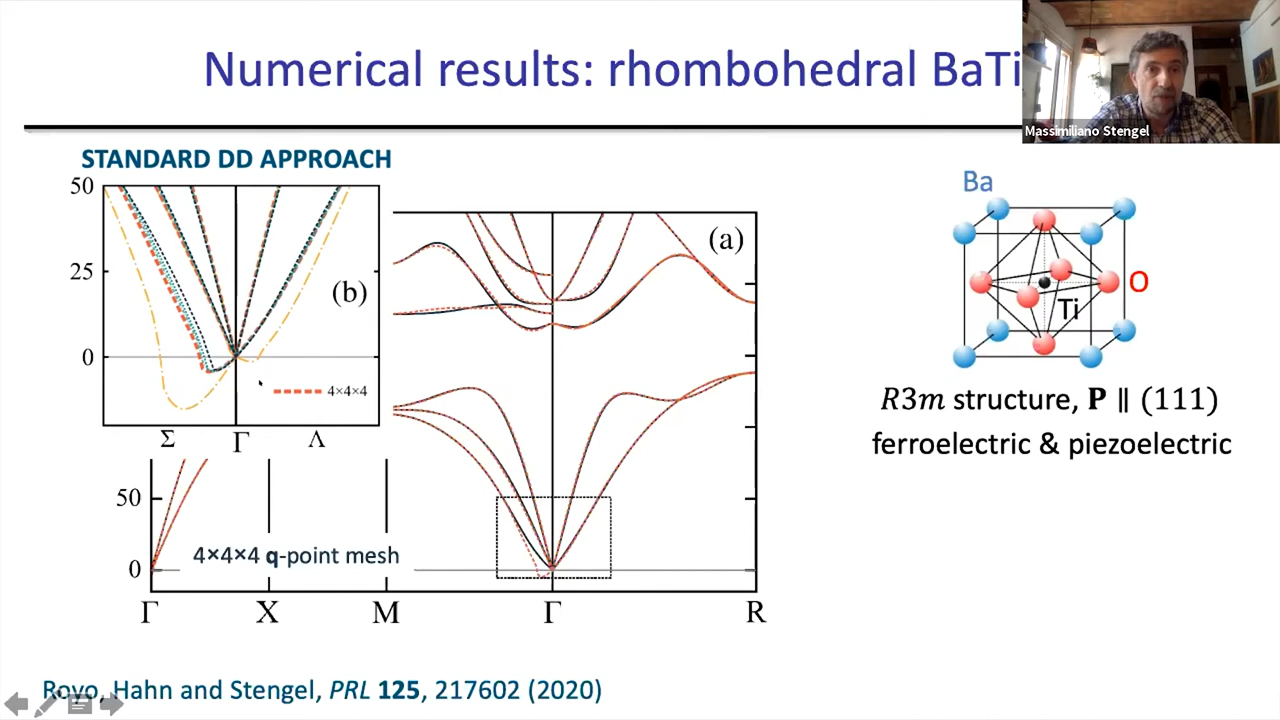 Numerical results: rhombohedral BaTi
Massimiliano Stengel
STANDARD DD APPROACH
50
25
0
(b)
4×4×4
Σ
Γ
Λ
(a)
50
0
4×4×4 q-point mesh
Γ
X
M
Γ
R
Ba
O
Ti
R3m structure, P ∥ (111)
ferroelectric & piezoelectric
Royo, Hahn and Stengel, PRL 125, 217602 (2020)